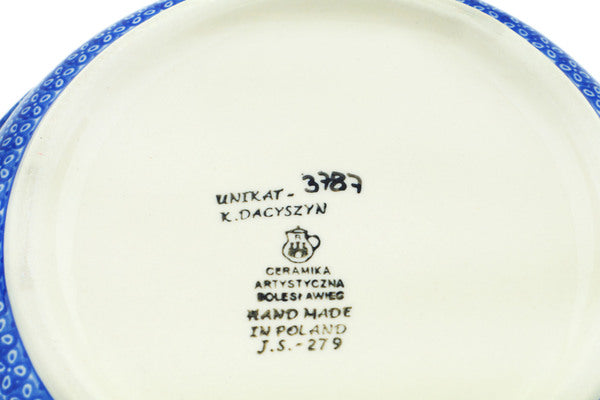 UNIKAT - 3787
K. DACYSZYN
CERAMIKA
ARTYSTYCZNA
BOLESŁAWIEC
HAND MADE
IN POLAND
J.S.-279